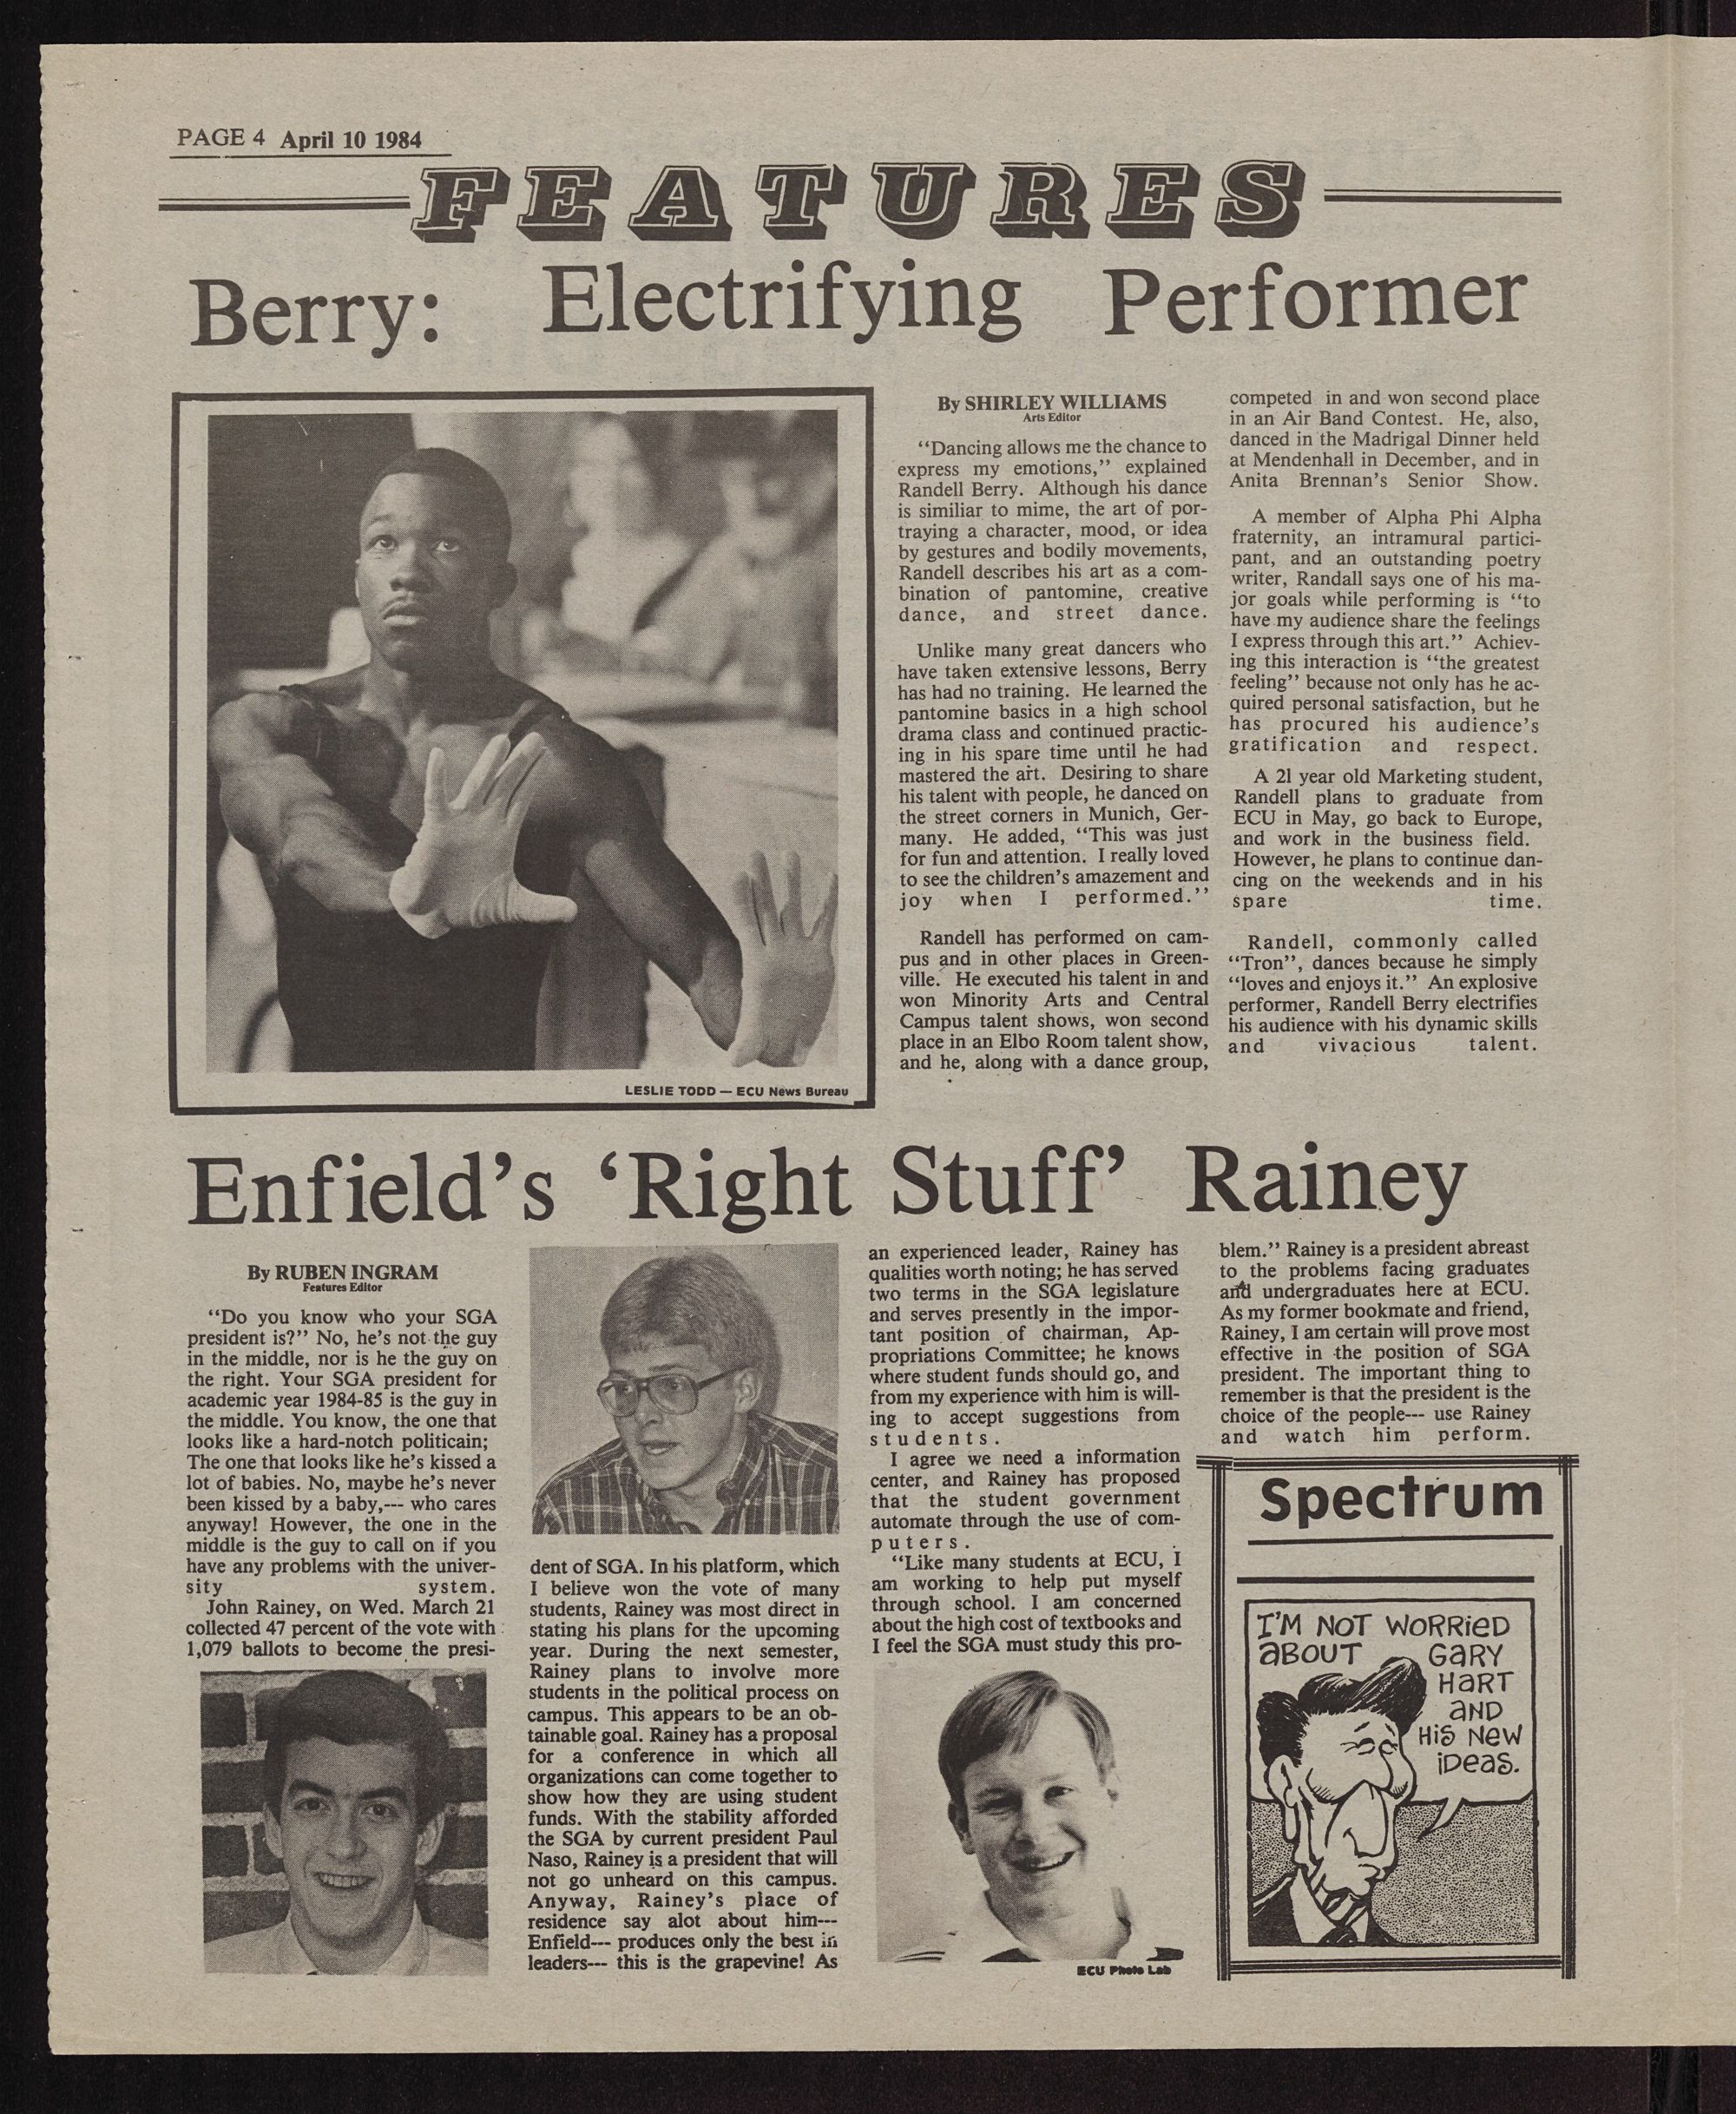 PAGE 4 April 10 1984
FEATURES
Berry: Electrifying Performer
LESLIE TODD — ECU News Bureau
By SHIRLEY WILLIAMS
Arts Editor
“Dancing allows me the chance to
express my emotions,” explained
Randell Berry. Although his dance
is similiar to mime, the art of por-
traying a character, mood, or idea
by gestures and bodily movements,
Randell describes his art as a com-
bination of pantomine, creative
dance, and street dance.
Unlike many great dancers who
have taken extensive lessons, Berry
has had no training. He learned the
pantomine basics in a high school
drama class and continued practic-
ing in his spare time until he had
mastered the art. Desiring to share
his talent with people, he danced on
the street corners in Munich, Ger-
many. He added, “This was just
for fun and attention. I really loved
to see the children’s amazement and
joy when I performed.”
Randell has performed on cam-
pus and in other places in Green-
ville. He executed his talent in and
won Minority Arts and Central
Campus talent shows, won second
place in an Elbo Room talent show,
and he, along with a dance group,
competed in and won second place
in an Air Band Contest. He, also,
danced in the Madrigal Dinner held
at Mendenhall in December, and in
Anita Brennan’s Senior Show.
A member of Alpha Phi Alpha
fraternity, an intramural partici-
pant, and an outstanding poetry
writer, Randall says one of his ma-
jor goals while performing is “to
have my audience share the feelings
I express through this art.” Achiev-
ing this interaction is “the greatest
feeling” because not only has he ac-
quired personal satisfaction, but he
has procured his audience’s
gratification and respect.
A 21 year old Marketing student,
Randell plans to graduate from
ECU in May, go back to Europe,
and work in the business field.
However, he plans to continue dan-
cing on the weekends and in his
spare time.
Randell, commonly called
“Tron”, dances because he simply
“loves and enjoys it.” An explosive
performer, Randell Berry electrifies
his audience with his dynamic skills
and vivacious talent.
Enfield’s ‘Right Stuff’ Rainey
By RUBEN INGRAM
Features Editor
“Do you know who your SGA
president is?” No, he’s not the guy
in the middle, nor is he the guy on
the right. Your SGA president for
academic year 1984-85 is the guy in
the middle. You know, the one that
looks like a hard-notch politicain;
The one that looks like he’s kissed a
lot of babies. No, maybe he’s never
been kissed by a baby,--- who cares
anyway! However, the one in the
middle is the guy to call on if you
have any problems with the univer-
sity system.
John Rainey, on Wed. March 21
collected 47 percent of the vote with
1,079 ballots to become the presi-
dent of SGA. In his platform, which
I believe won the vote of many
students, Rainey was most direct in
stating his plans for the upcoming
year. During the next semester,
Rainey plans to involve more
students in the political process on
campus. This appears to be an ob-
tainable goal. Rainey has a proposal
for a conference in which all
organizations can come together to
show how they are using student
funds. With the stability afforded
the SGA by current president Paul
Naso, Rainey is a president that will
not go unheard on this campus.
Anyway, Rainey’s place of
residence say alot about him---
Enfield--- produces only the best in
leaders--- this is the grapevine! As
an experienced leader, Rainey has
qualities worth noting; he has served
two terms in the SGA legislature
and serves presently in the impor-
tant position of chairman, Ap-
propriations Committee; he knows
where student funds should go, and
from my experience with him is will-
ing to accept suggestions from
students.
I agree we need a information
center, and Rainey has proposed
that the student government
automate through the use of com-
puters.
“Like many students at ECU, I
am working to help put myself
through school. I am concerned
about the high cost of textbooks and
I feel the SGA must study this pro-
ECU Photo Lab
blem.” Rainey is a president abreast
to the problems facing graduates
and undergraduates here at ECU.
As my former bookmate and friend,
Rainey, I am certain will prove most
effective in the position of SGA
president. The important thing to
remember is that the president is the
choice of the people--- use Rainey
and watch him perform.
Spectrum
I’M NOT WORRIED
ABOUT GARY
HART
AND
HIS NEW
IDEAS.